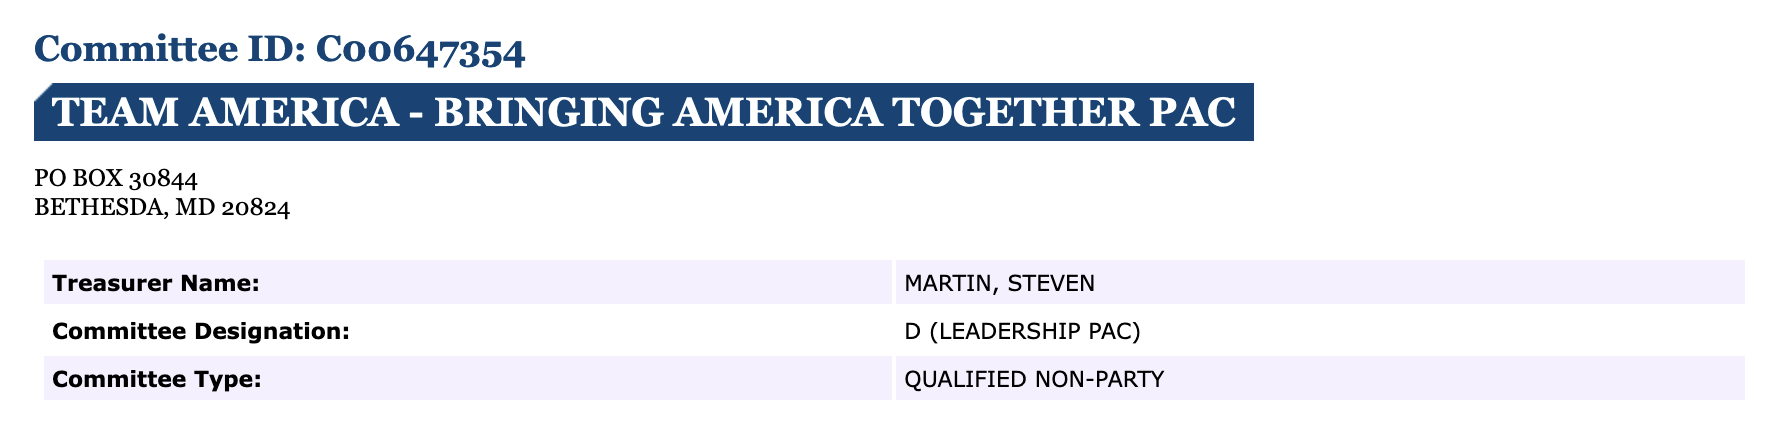 Committee ID: C00647354
TEAM AMERICA - BRINGING AMERICA TOGETHER PAC
PO BOX 30844
BETHESDA, MD 20824
Treasurer Name: MARTIN, STEVEN
Committee Designation: D (LEADERSHIP PAC)
Committee Type: QUALIFIED NON-PARTY